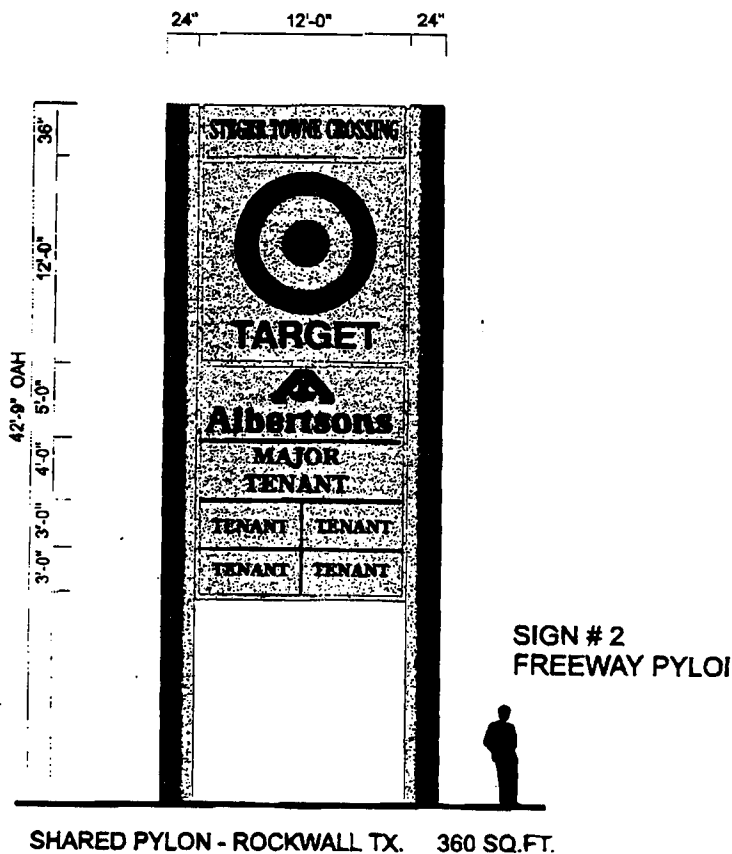 24" 12'-0" 24"
36"
STEGER TOWNE CROSSING
12'-0"
TARGET
42'-9" OAH
5'-0"
Albertsons
4'-0"
MAJOR
TENANT
3'-0"
TENANT TENANT
3'-0"
TENANT TENANT
SIGN # 2
FREEWAY PYLON
SHARED PYLON - ROCKWALL TX. 360 SQ.FT.